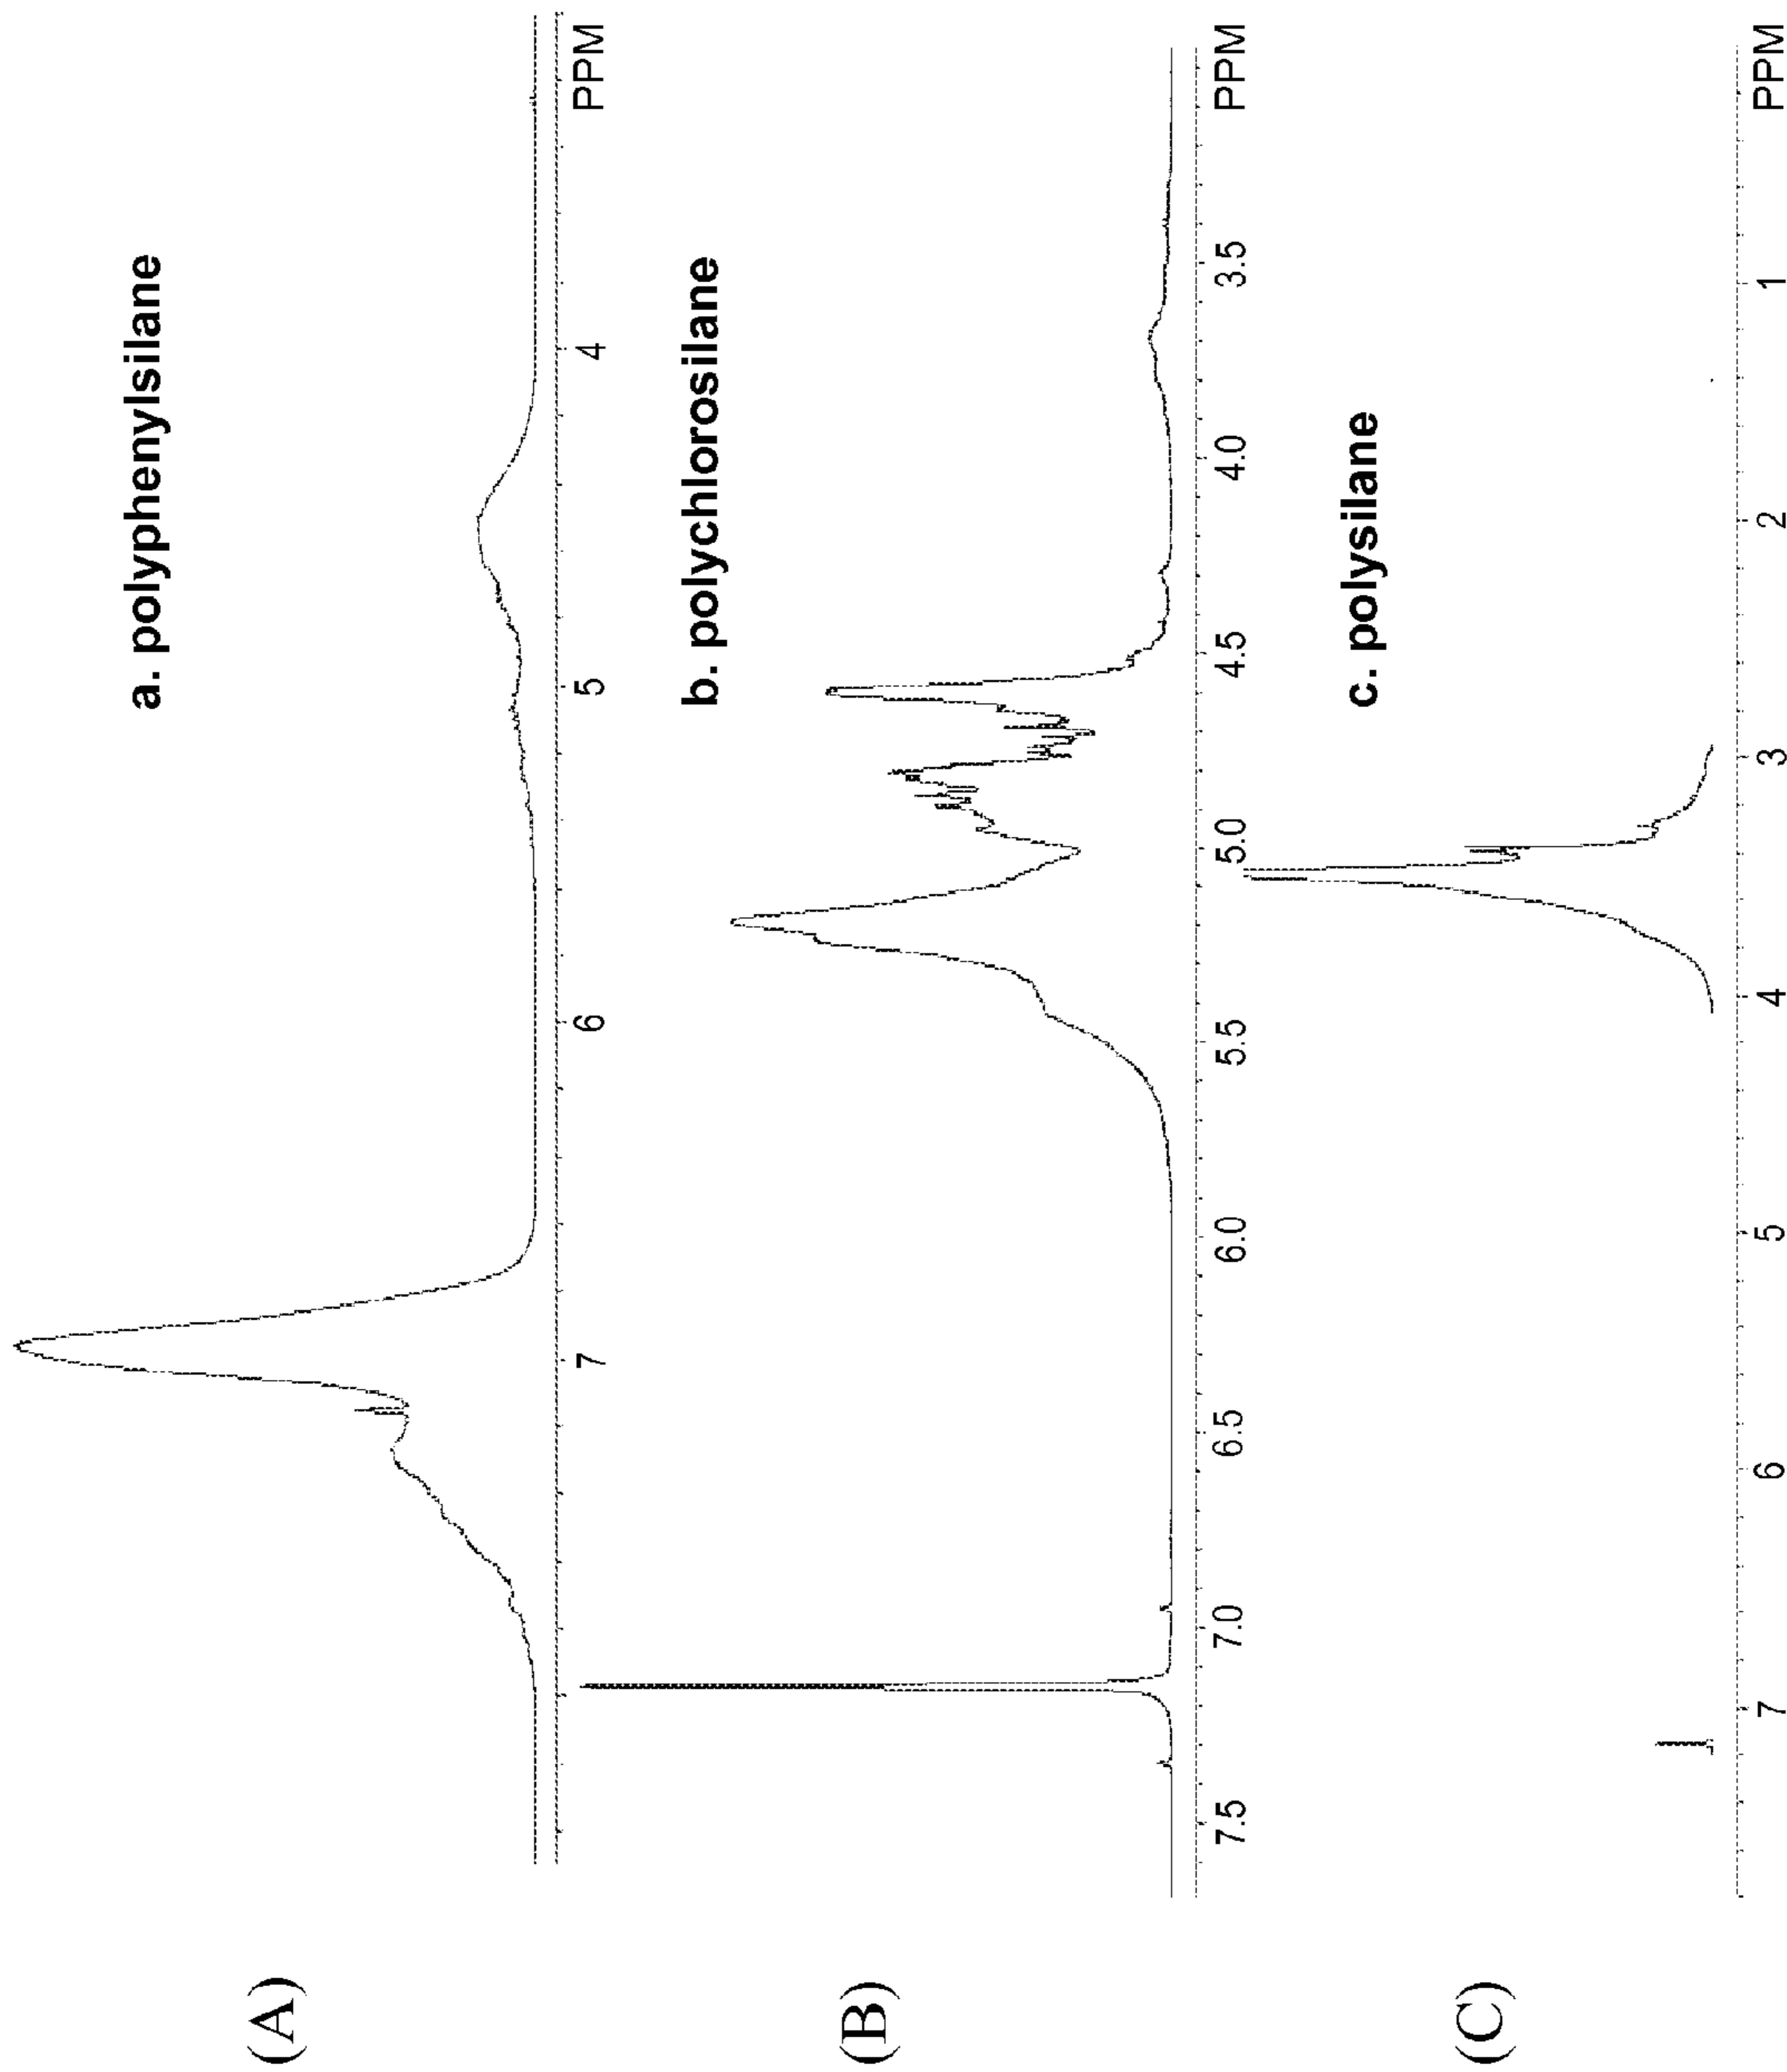 (A)
a. polyphenylsilane
7 6 5 4 PPM
(B)
b. polychlorosilane
7.5 7.0 6.5 6.0 5.5 5.0 4.5 4.0 3.5 PPM
(C)
c. polysilane
7 6 5 4 3 2 1 PPM